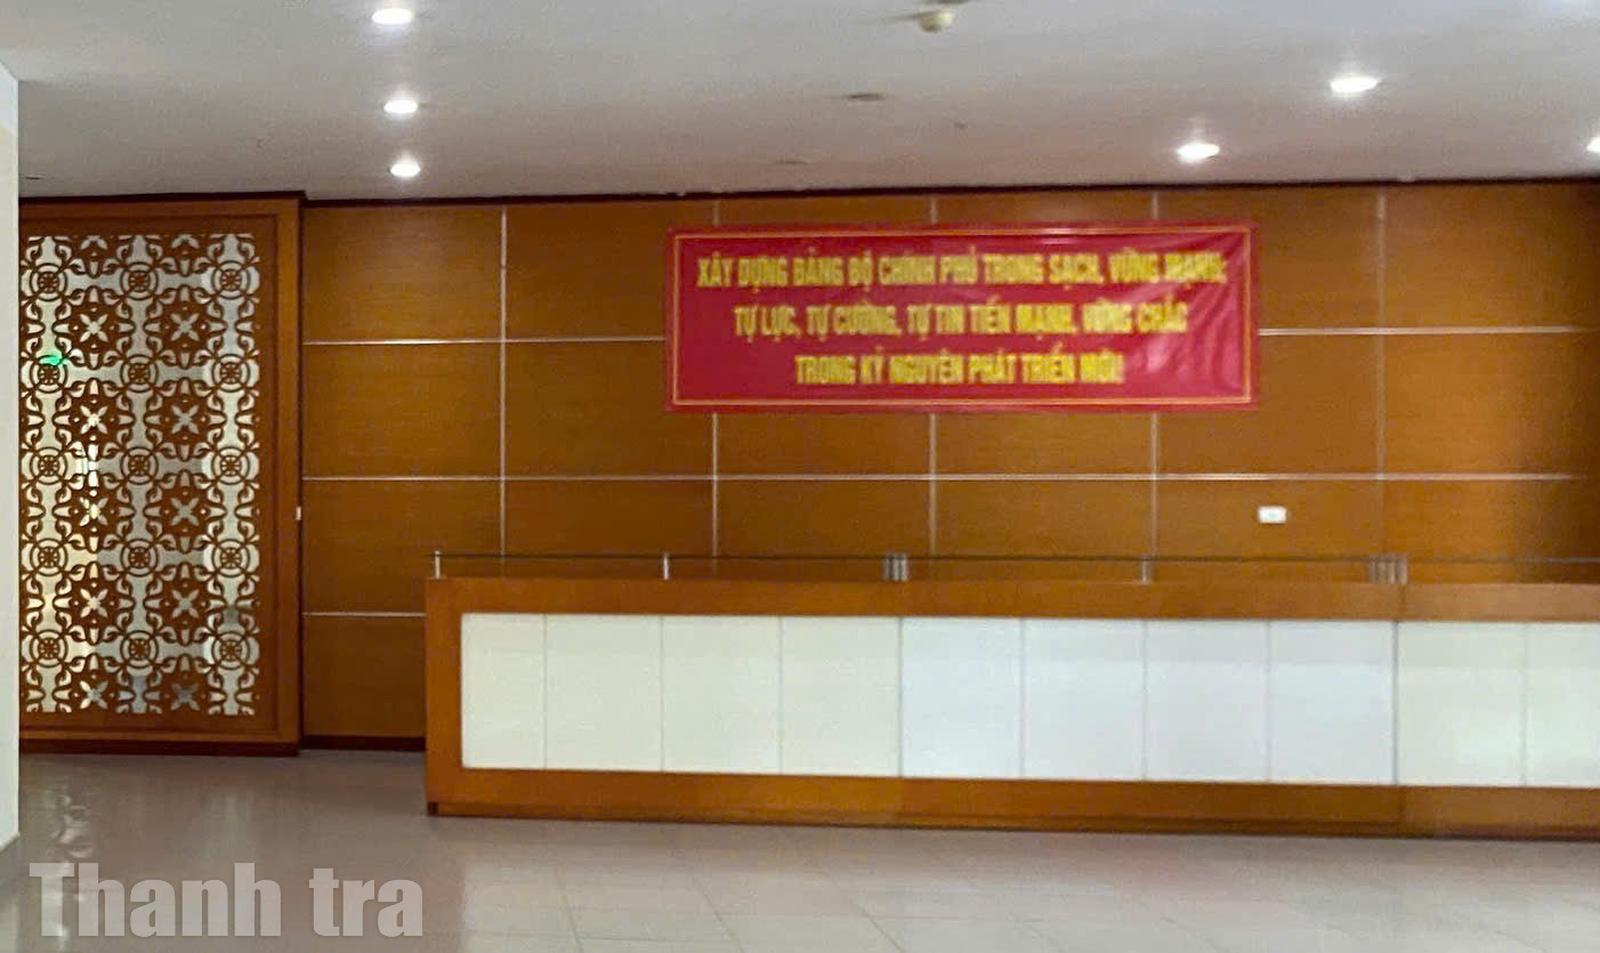 XÂY DỰNG ĐẢNG BỘ CHÍNH PHỦ TRONG SẠCH, VỮNG MẠNH;
TỰ LỰC, TỰ CƯỜNG, TỰ TIN TIẾN MẠNH, VỮNG CHẮC
TRONG KỶ NGUYÊN PHÁT TRIỂN MỚI!
Thanh tra